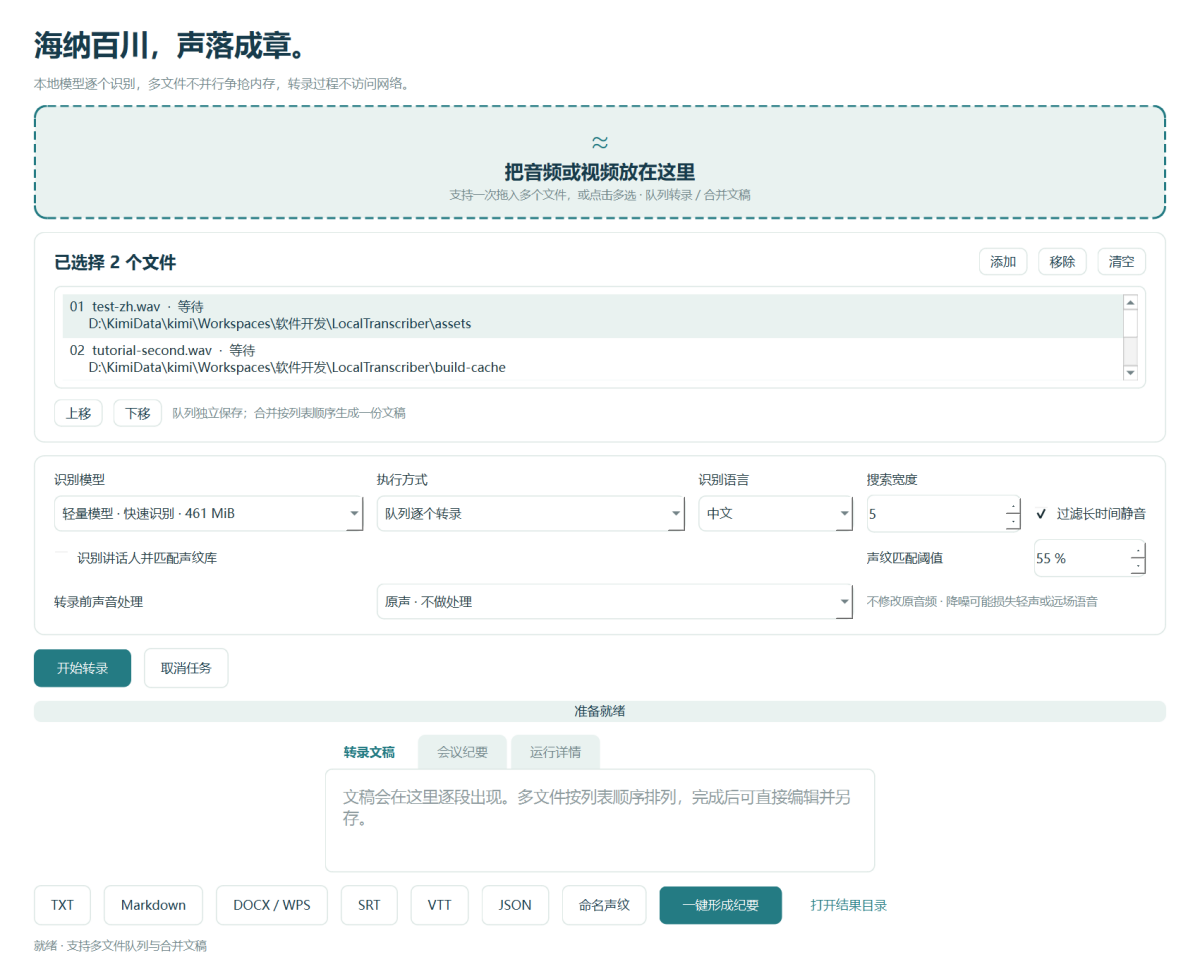 海纳百川，声落成章。
本地模型逐个识别，多文件不并行争抢内存，转录过程不访问网络。
≈
把音频或视频放在这里
支持一次拖入多个文件，或点击多选 · 队列转录 / 合并文稿
已选择 2 个文件 添加 移除 清空
01 test-zh.wav · 等待
D:\KimiData\kimi\Workspaces\软件开发\LocalTranscriber\assets
02 tutorial-second.wav · 等待
D:\KimiData\kimi\Workspaces\软件开发\LocalTranscriber\build-cache
上移 下移 队列独立保存；合并按列表顺序生成一份文稿
识别模型 执行方式 识别语言 搜索宽度
轻量模型 · 快速识别 · 461 MiB 队列逐个转录 中文 5 ✓ 过滤长时间静音
识别讲话人并匹配声纹库 声纹匹配阈值 55 %
转录前声音处理 原声 · 不做处理 不修改原音频 · 降噪可能损失轻声或远场语音
开始转录 取消任务
准备就绪
转录文稿 会议纪要 运行详情
文稿会在这里逐段出现。多文件按列表顺序排列，完成后可直接编辑并另
存。
TXT Markdown DOCX / WPS SRT VTT JSON 命名声纹 一键形成纪要 打开结果目录
就绪 · 支持多文件队列与合并文稿